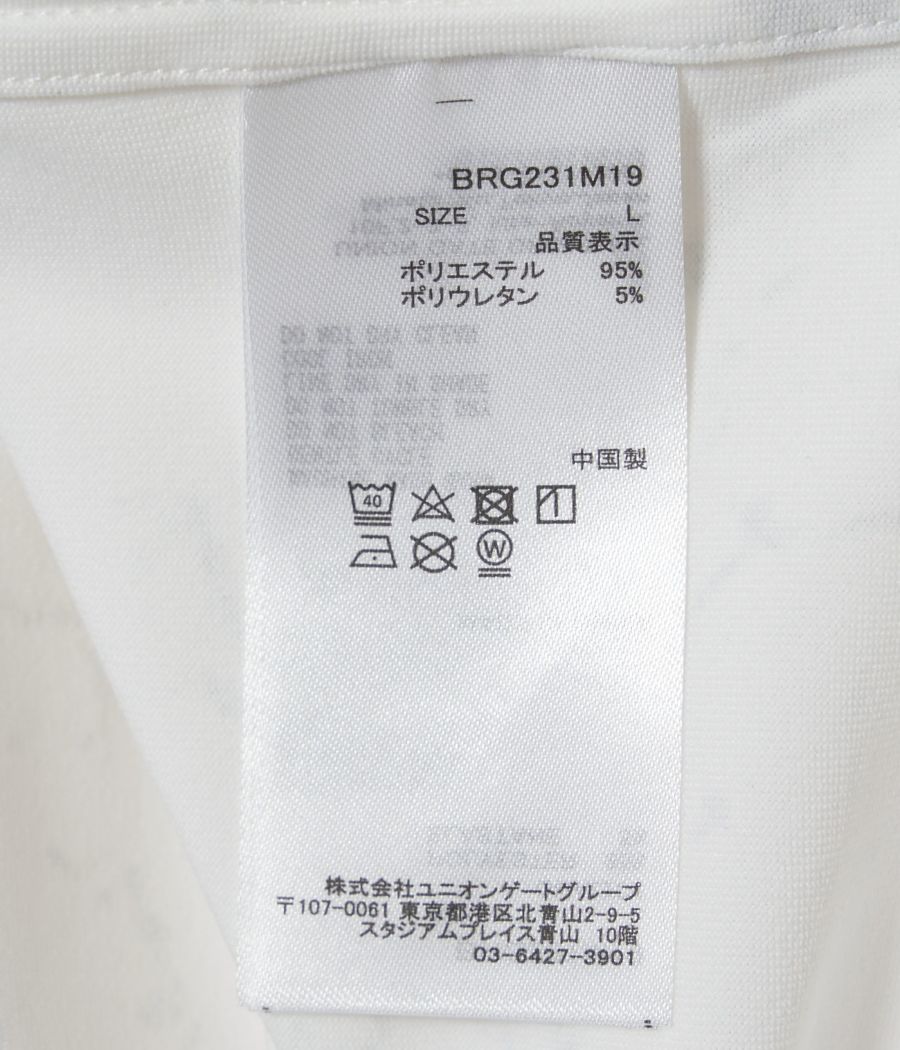 BRG231M19
SIZE L
品質表示
ポリエステル 95%
ポリウレタン 5%
中国製
40
W
株式会社ユニオンゲートグループ
〒107-0061 東京都港区北青山2-9-5
スタジアムプレイス青山 10階
03-6427-3901